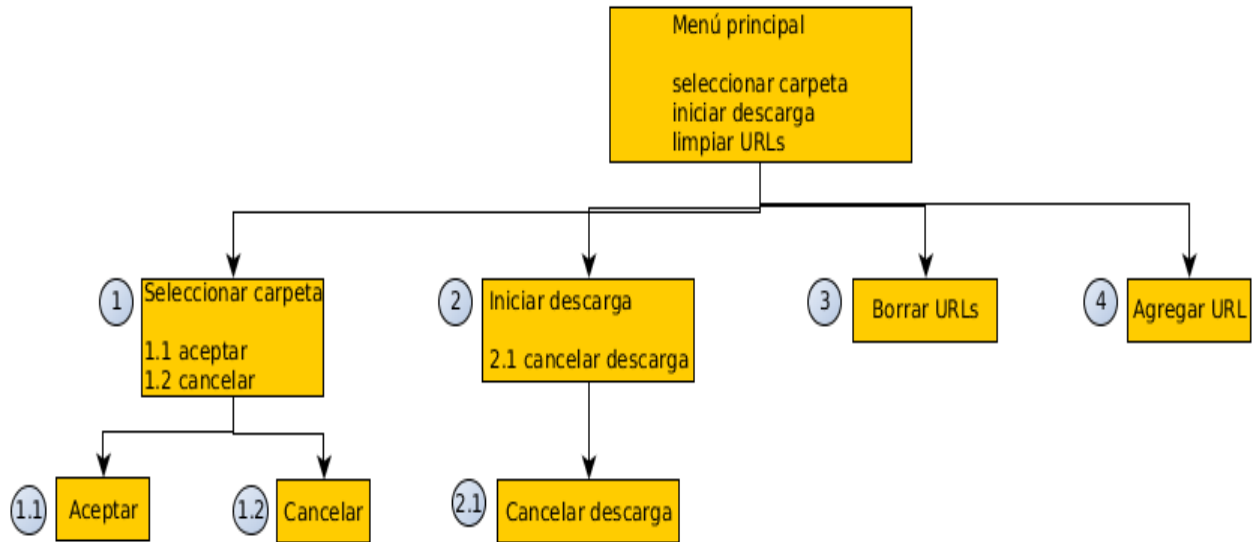 Menú principal
seleccionar carpeta
iniciar descarga
limpiar URLs
1
Seleccionar carpeta
1.1 aceptar
1.2 cancelar
2
Iniciar descarga
2.1 cancelar descarga
3
Borrar URLs
4
Agregar URL
1.1
Aceptar
1.2
Cancelar
2.1
Cancelar descarga